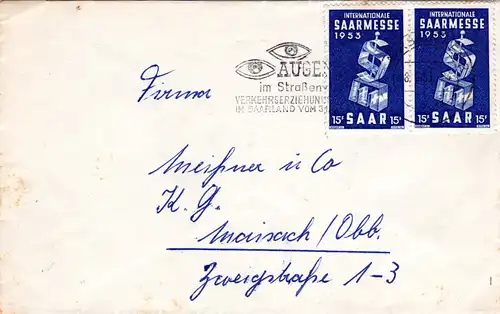 INTERNATIONALE
SAARMESSE
1953
15F SAAR 15F
INTERNATIONALE
SAARMESSE
1953
15F SAAR 15F
AUGE
im Straßen
VERKEHRSERZIEHUNG
IM SAARLAND VOM 3
Firma
Meißner u Co
K. G.
Maisach / Obb.
Zweigstraße 1-3